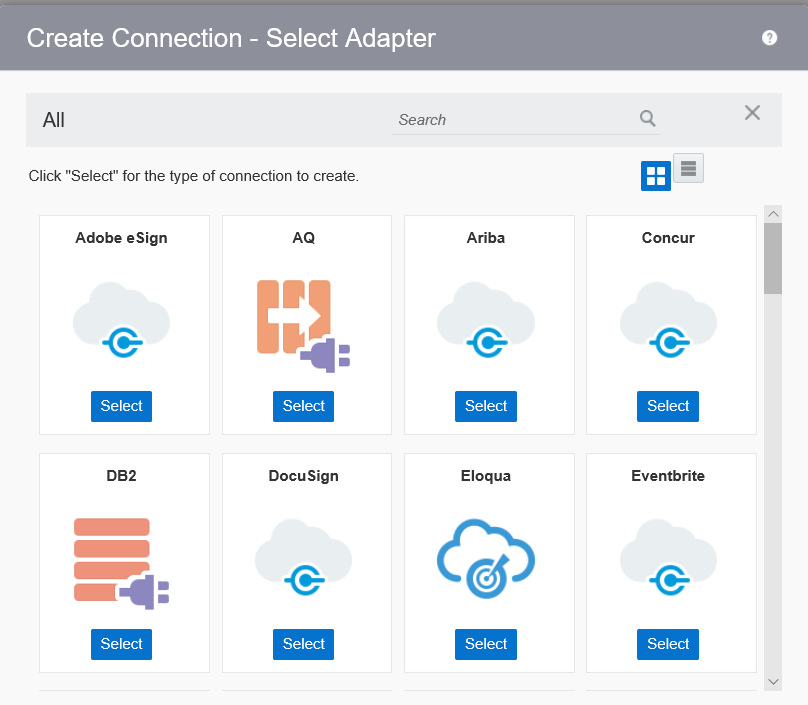 Create Connection - Select Adapter
?
All
Search
Click "Select" for the type of connection to create.
Adobe eSign
AQ
Ariba
Concur
Select
Select
Select
Select
DB2
DocuSign
Eloqua
Eventbrite
Select
Select
Select
Select